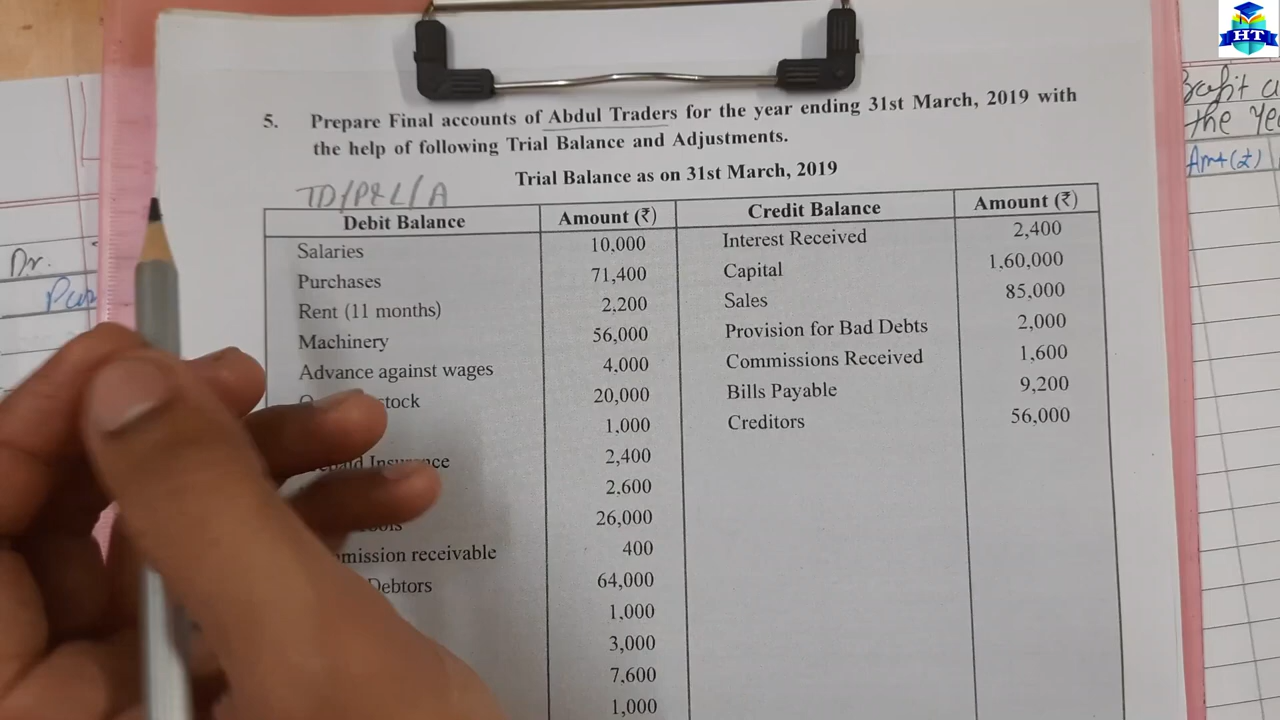 HT
5. Prepare Final accounts of Abdul Traders for the year ending 31st March, 2019 with
the help of following Trial Balance and Adjustments.
Trial Balance as on 31st March, 2019
TD/P&L/A
Debit Balance Amount (₹) Credit Balance Amount (₹)
Salaries 10,000 Interest Received 2,400
Purchases 71,400 Capital 1,60,000
Rent (11 months) 2,200 Sales 85,000
Machinery 56,000 Provision for Bad Debts 2,000
Advance against wages 4,000 Commissions Received 1,600
stock 20,000 Bills Payable 9,200
1,000 Creditors 56,000
Insurance 2,400
2,600
26,000
mission receivable 400
Debtors 64,000
1,000
3,000
7,600
1,000
Dr.
Pur
the Ye
Amt (₹)